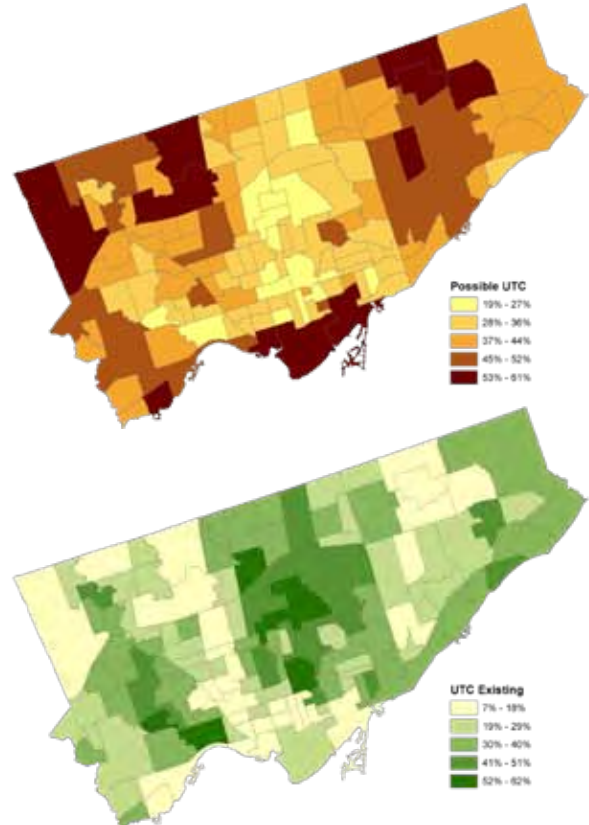 Possible UTC
19% - 27%
28% - 36%
37% - 44%
45% - 52%
53% - 61%
UTC Existing
7% - 18%
19% - 29%
30% - 40%
41% - 51%
52% - 62%